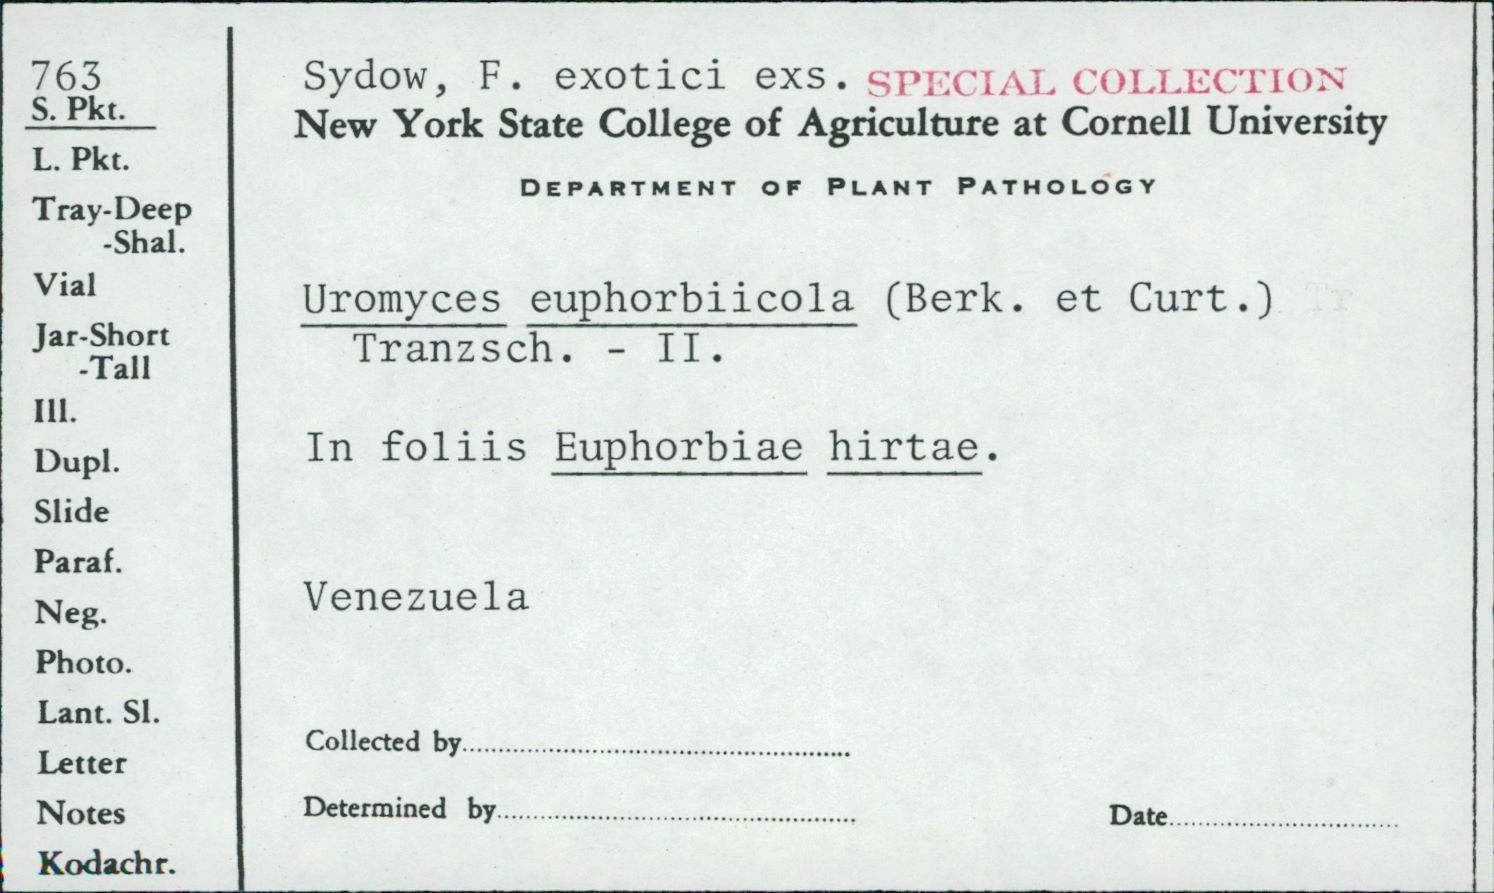 763
S. Pkt.
L. Pkt.
Tray-Deep
-Shal.
Vial
Jar-Short
-Tall
Ill.
Dupl.
Slide
Paraf.
Neg.
Photo.
Lant. Sl.
Letter
Notes
Kodachr.
Sydow, F. exotici exs. SPECIAL COLLECTION
New York State College of Agriculture at Cornell University
DEPARTMENT OF PLANT PATHOLOGY
Uromyces euphorbiicola (Berk. et Curt.) Tr
Tranzsch. - II.
In foliis Euphorbiae hirtae.
Venezuela
Collected by
Determined by
Date